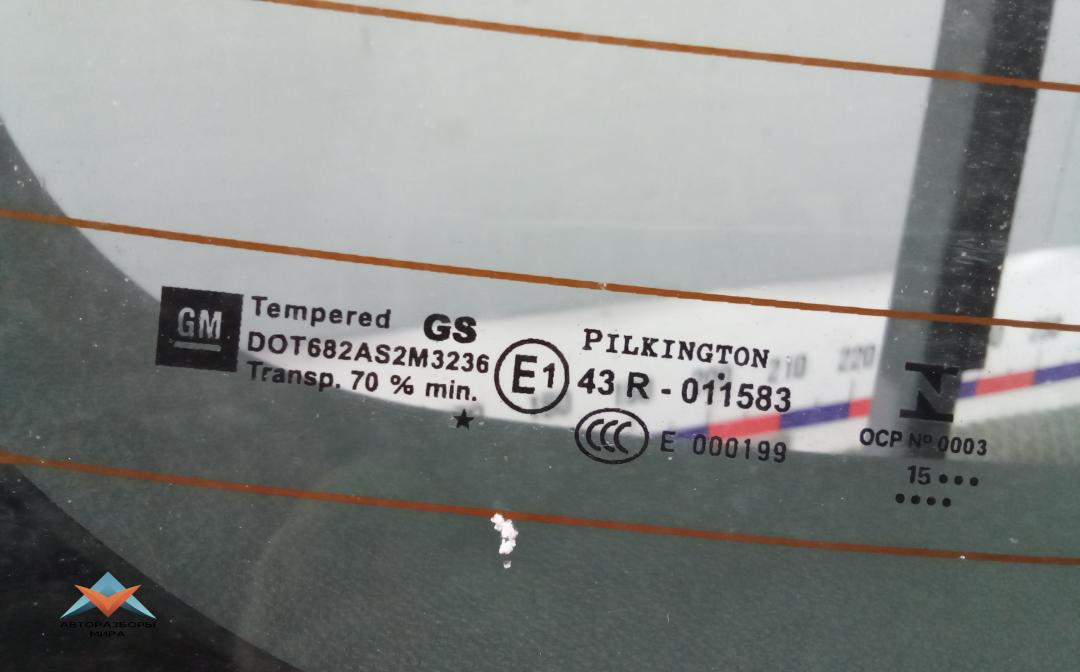 GM
Tempered GS
DOT682AS2M3236
Transp. 70 % min.
★
E1
PILKINGTON
43 R - 011583
CCC E 000199
N
OCP Nº 0003
15 •••
••••
210
220
АВТОРАЗБОРЫ
МИРА